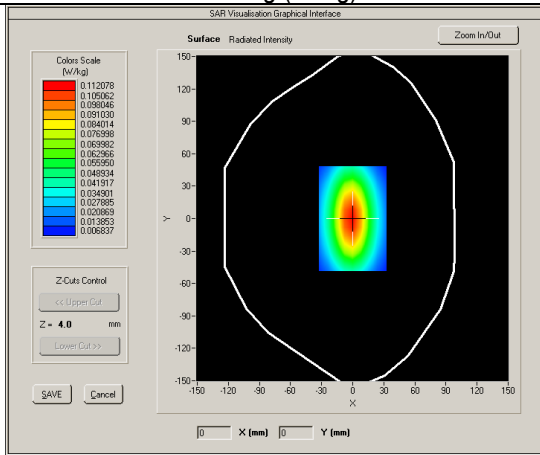 SAR Visualisation Graphical Interface
Surface Radiated Intensity
Zoom In/Out
Colors Scale
(W/kg)
0.112078
0.105062
0.098046
0.091030
0.084014
0.076998
0.069982
0.062966
0.055950
0.048934
0.041917
0.034901
0.027885
0.020869
0.013853
0.006837
Z-Cuts Control
<< Upper Cut
Z = 4.0 mm
Lower Cut >>
SAVE Cancel
150-
120-
90-
60-
30-
0-
-30-
-60-
-90-
-120-
-150-
Y
-150 -120 -90 -60 -30 0 30 60 90 120 150
X
0 X (mm) 0 Y (mm)